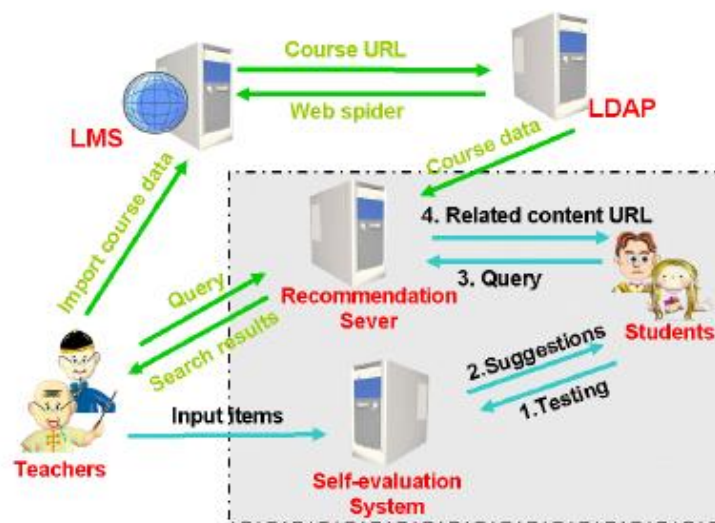 Course URL
Web spider
LMS
LDAP
Course data
Import course data
4. Related content URL
3. Query
Query
Recommendation
Sever
Search results
Students
2.Suggestions
1.Testing
Input items
Teachers
Self-evaluation
System